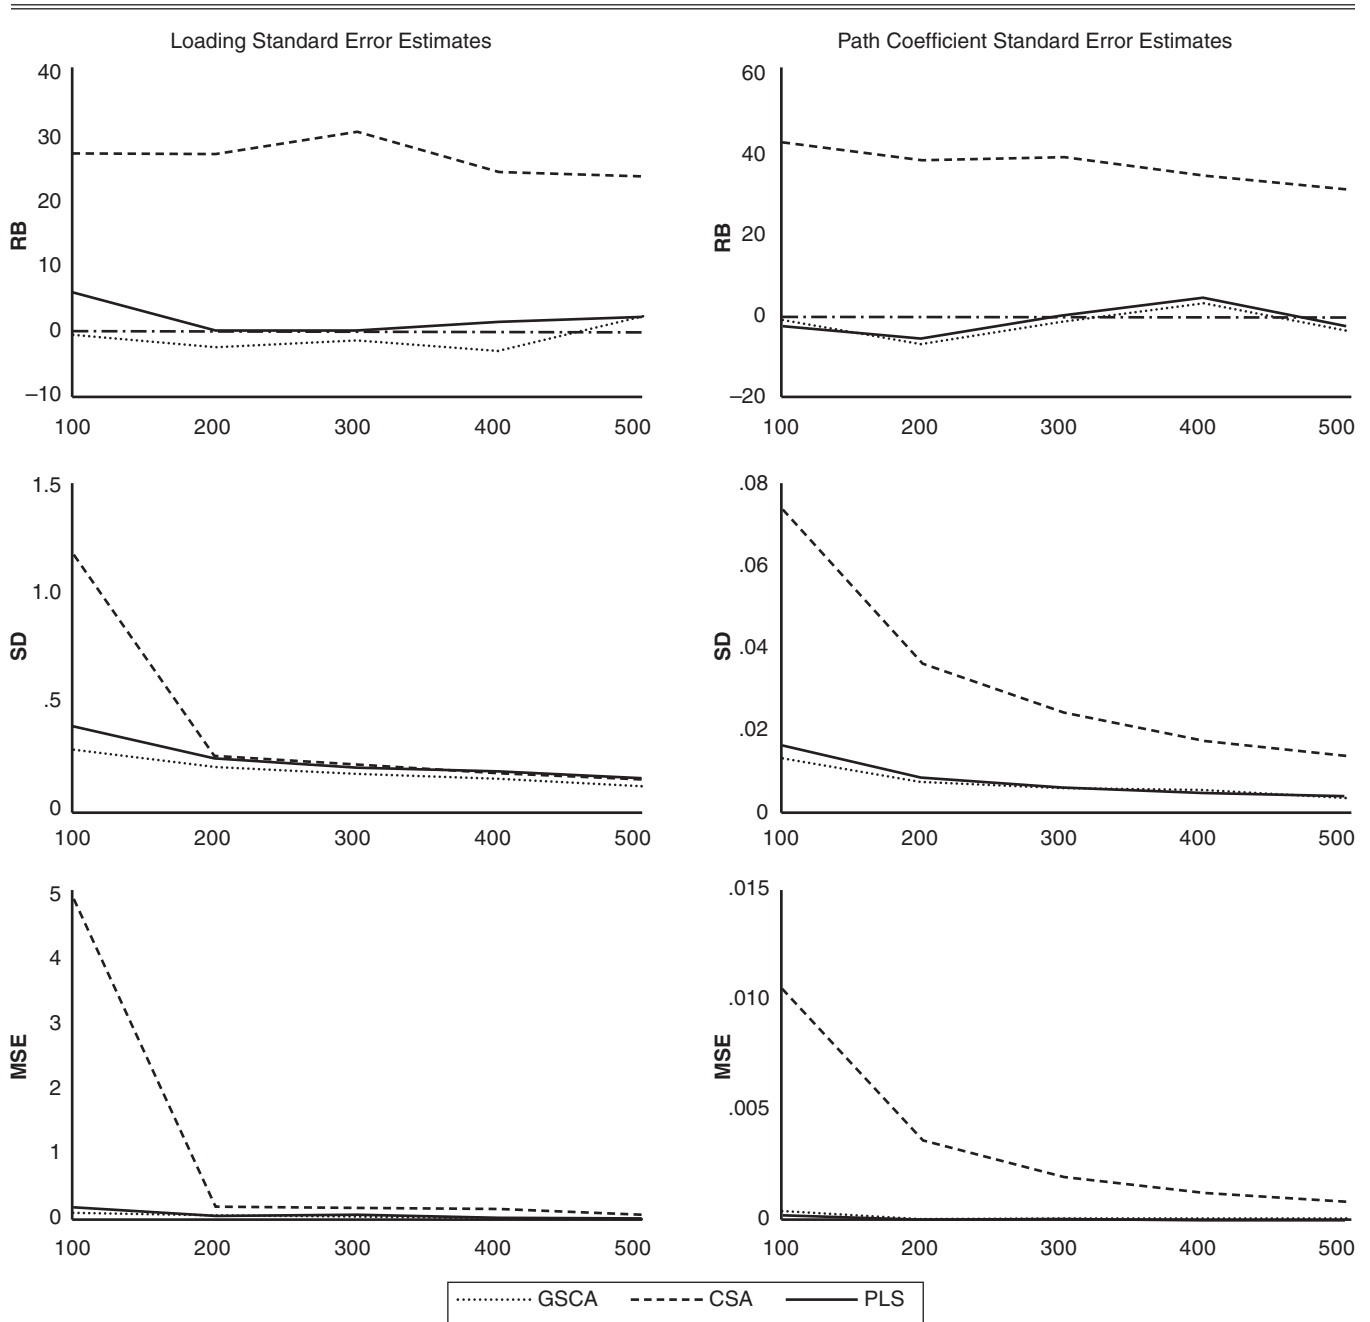 Loading Standard Error Estimates
40
30
20
10
0
–10
RB
100 200 300 400 500
Path Coefficient Standard Error Estimates
60
40
20
0
–20
RB
100 200 300 400 500
1.5
1.0
.5
0
SD
100 200 300 400 500
.08
.06
.04
.02
0
SD
100 200 300 400 500
5
4
3
2
1
0
MSE
100 200 300 400 500
.015
.010
.005
0
MSE
100 200 300 400 500
GSCA CSA PLS